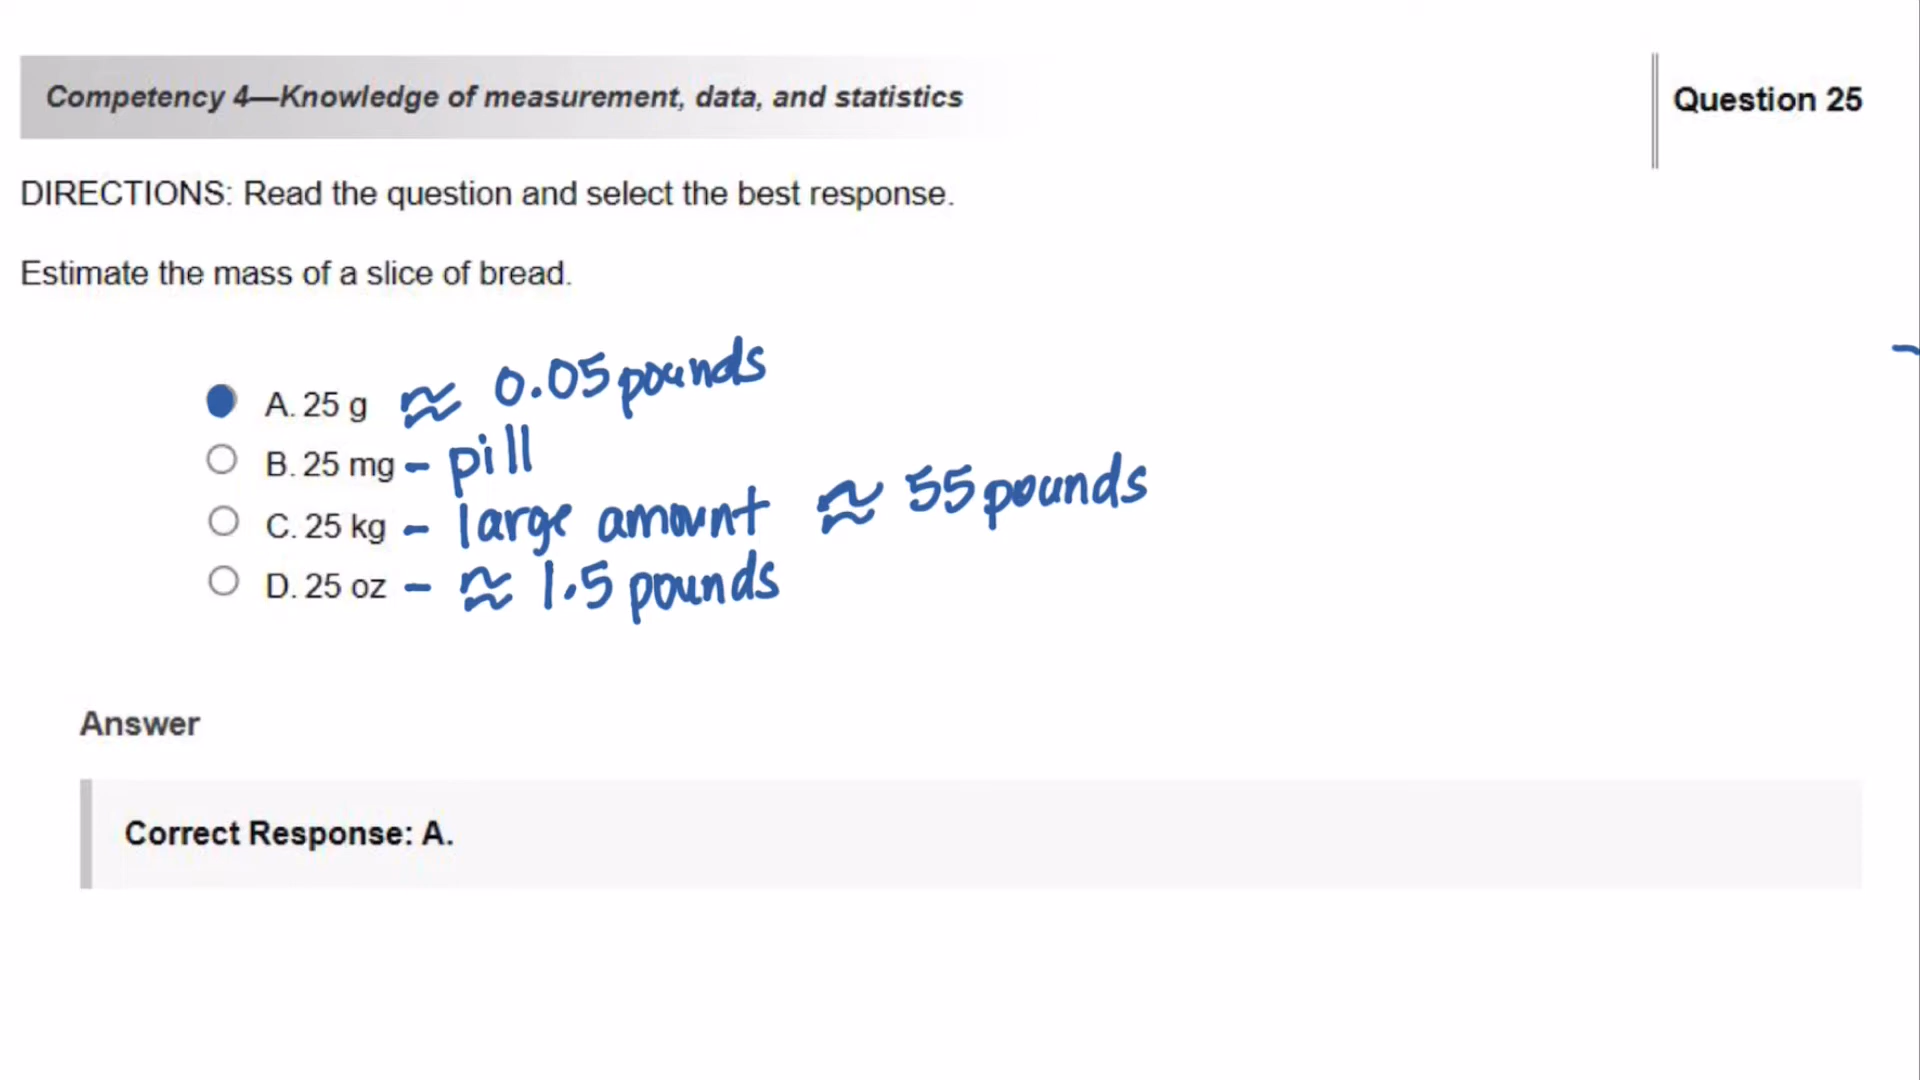 Competency 4—Knowledge of measurement, data, and statistics
Question 25
DIRECTIONS: Read the question and select the best response.
Estimate the mass of a slice of bread.
A. 25 g ≈ 0.05 pounds
B. 25 mg – pill
C. 25 kg – large amount ≈ 55 pounds
D. 25 oz – ≈ 1.5 pounds
Answer
Correct Response: A.